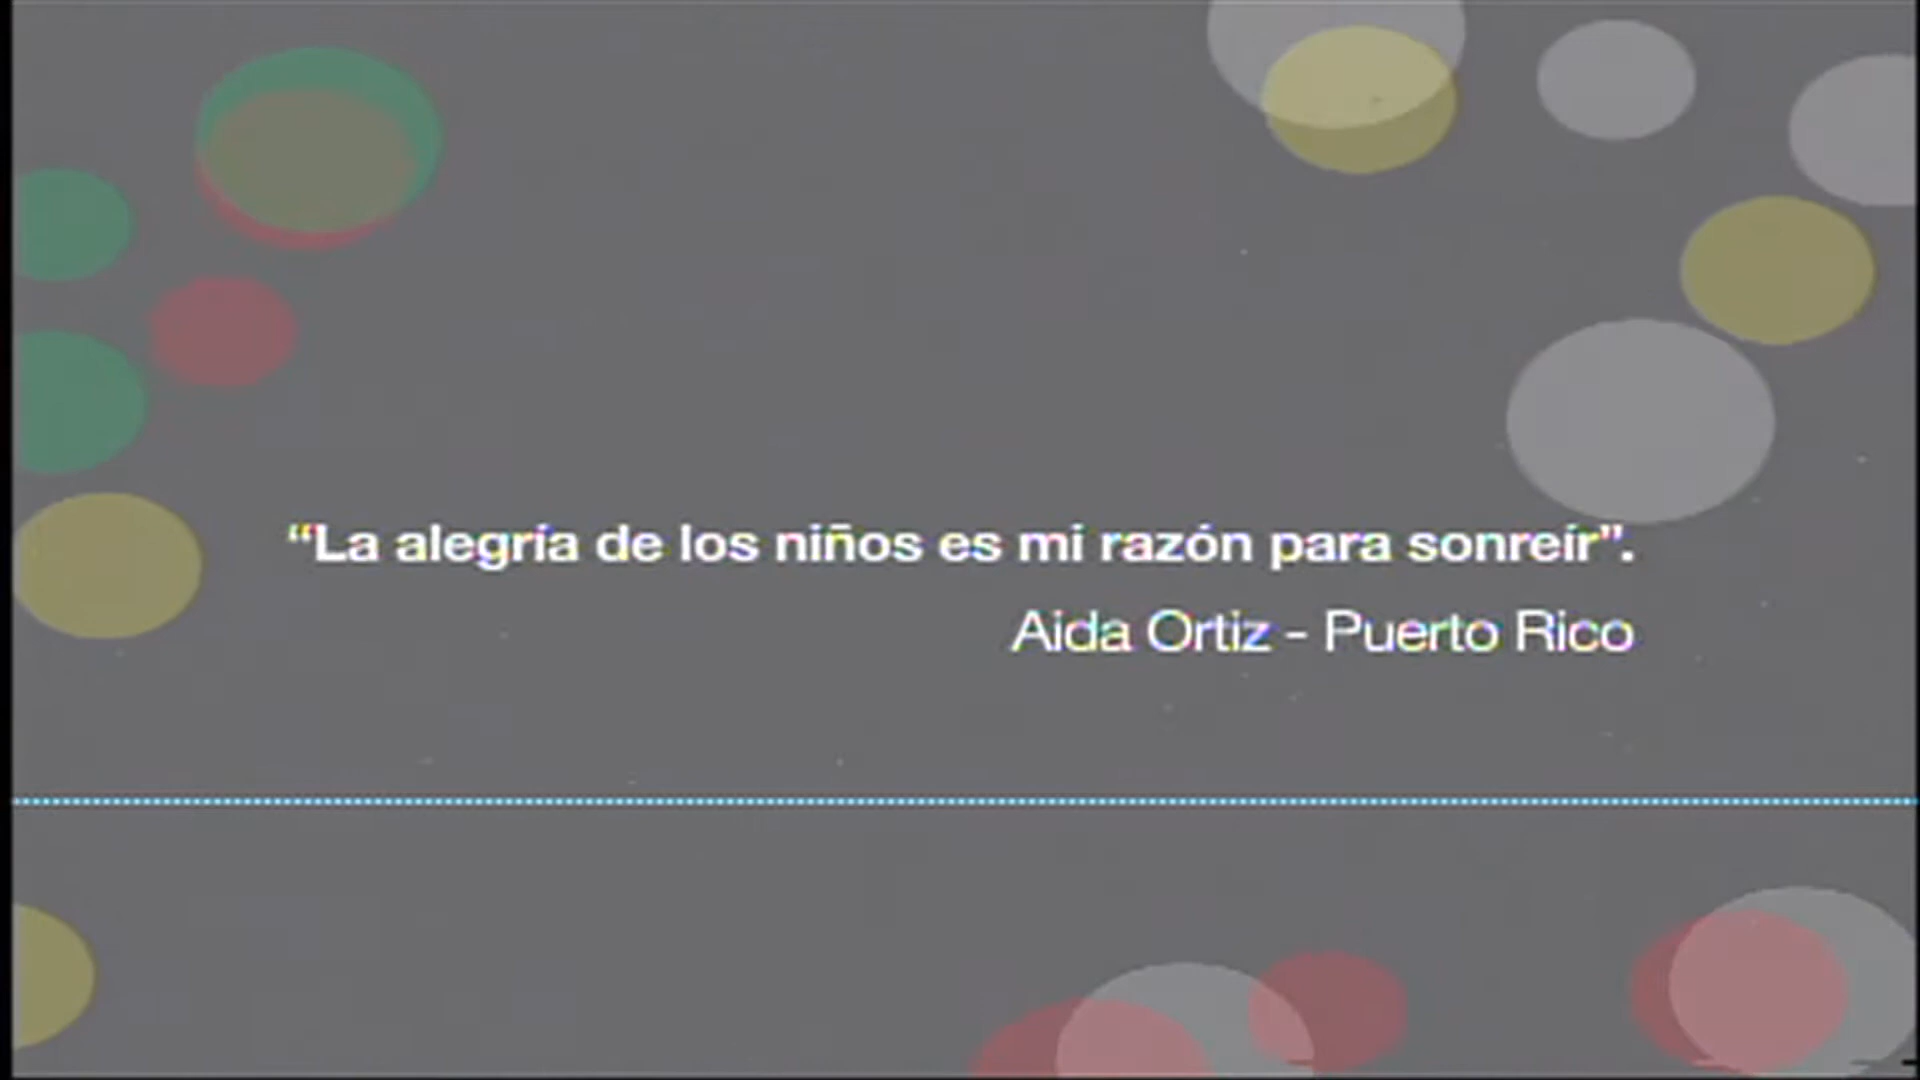 “La alegría de los niños es mi razón para sonreír”.
Aida Ortiz - Puerto Rico